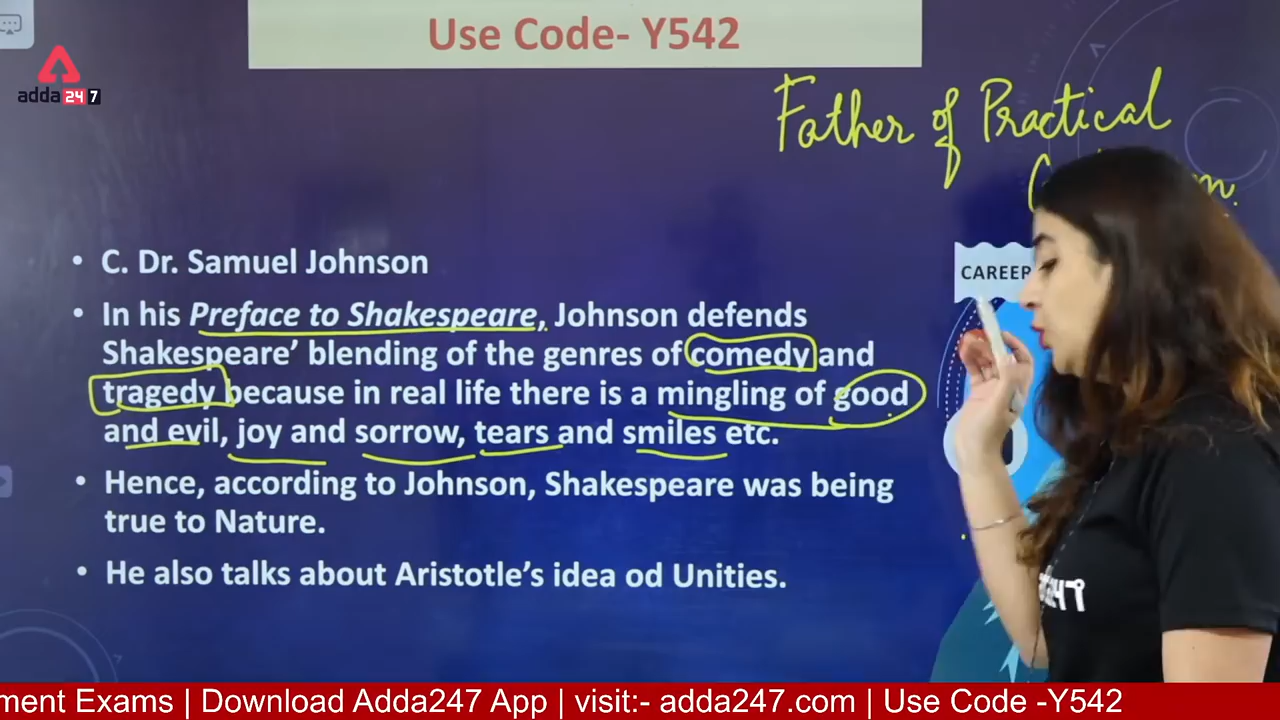 Use Code- Y542
adda 24 7
Father of Practical
• C. Dr. Samuel Johnson
• In his Preface to Shakespeare, Johnson defends
Shakespeare’ blending of the genres of comedy and
tragedy because in real life there is a mingling of good
and evil, joy and sorrow, tears and smiles etc.
CAREER
• Hence, according to Johnson, Shakespeare was being
true to Nature.
• He also talks about Aristotle’s idea od Unities.
ment Exams | Download Adda247 App | visit:- adda247.com | Use Code -Y542